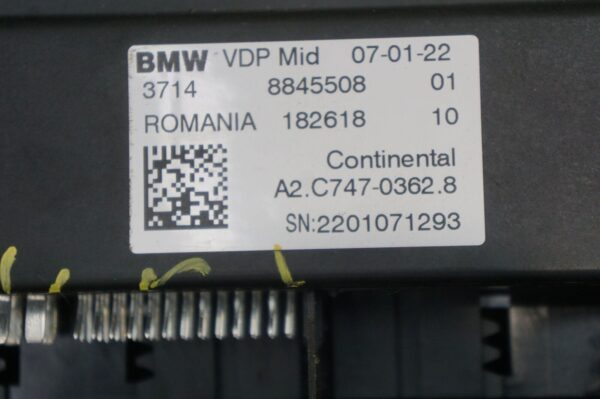 BMW VDP Mid 07-01-22
3714 8845508 01
ROMANIA 182618 10
Continental
A2.C747-0362.8
SN:2201071293